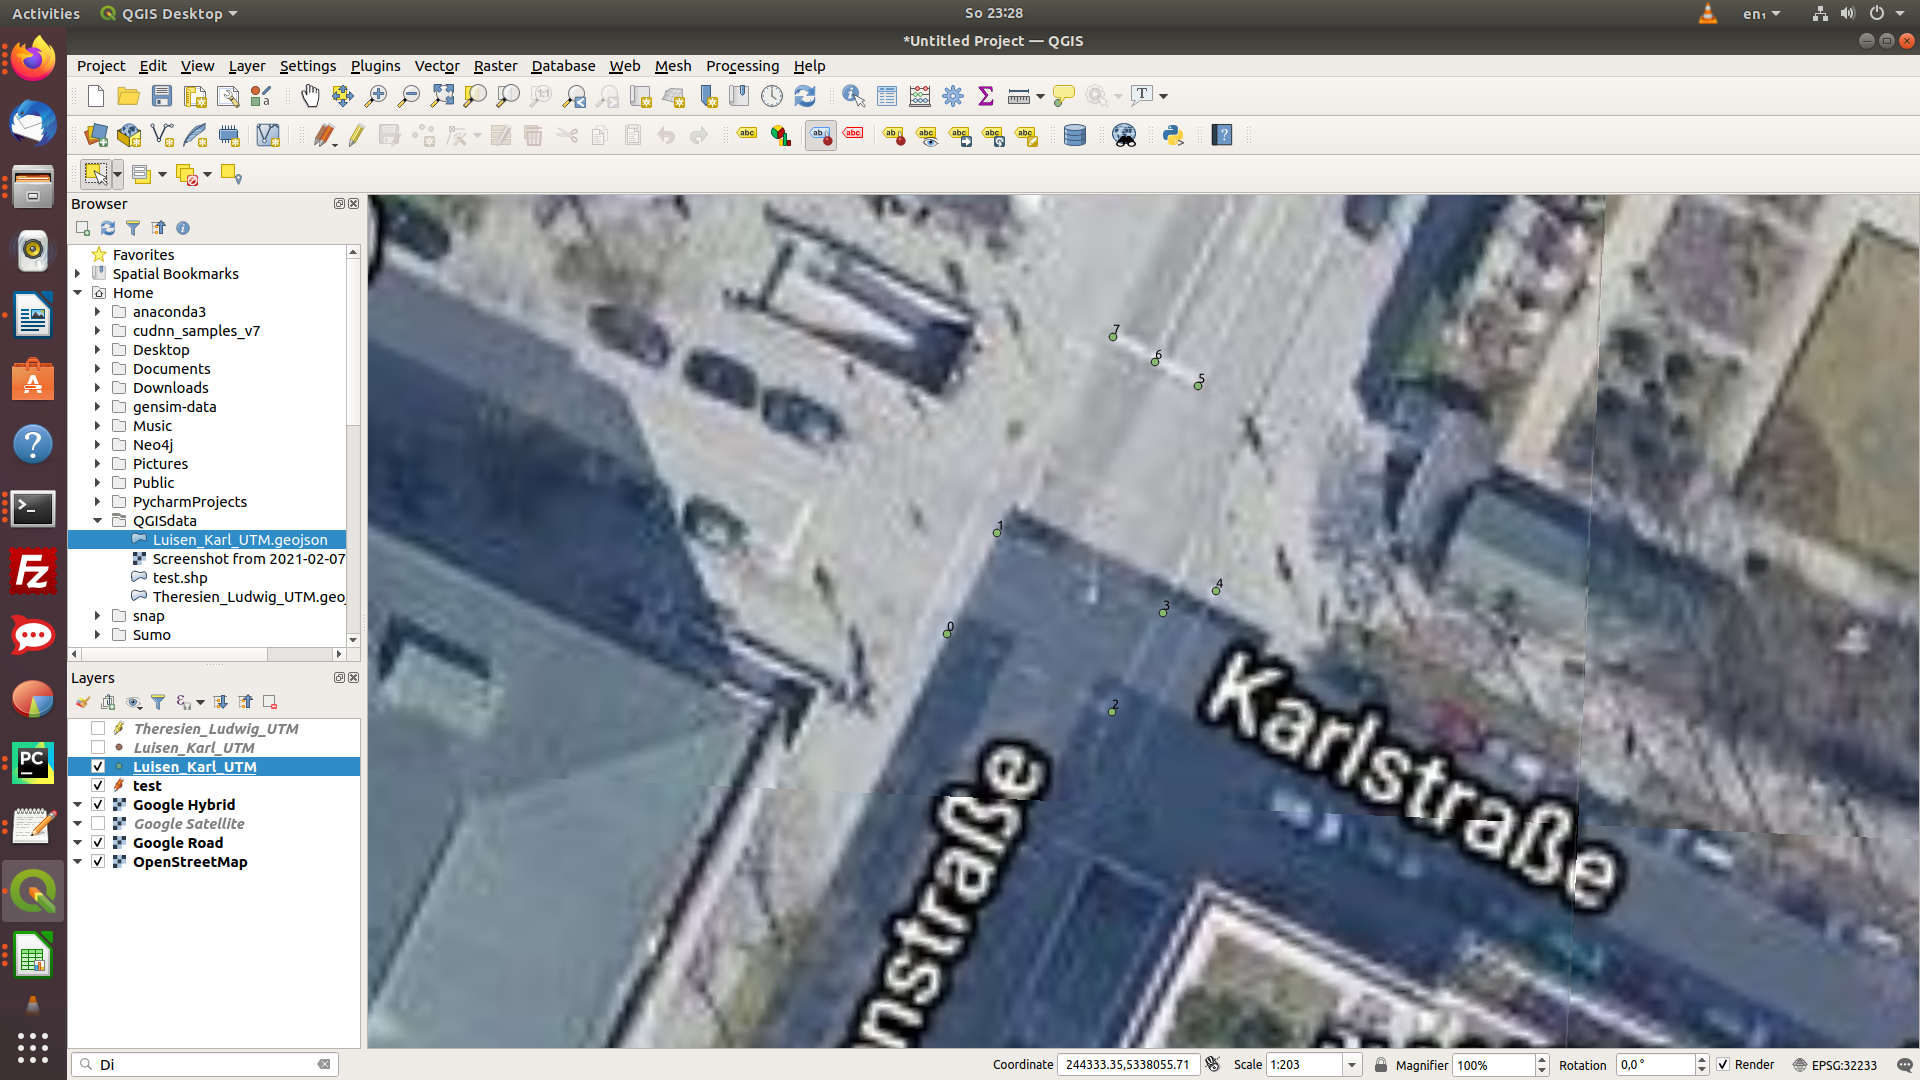 Activities
QGIS Desktop
So 23:28
en₁
*Untitled Project — QGIS
Project Edit View Layer Settings Plugins Vector Raster Database Web Mesh Processing Help
Browser
Favorites
Spatial Bookmarks
Home
anaconda3
cudnn_samples_v7
Desktop
Documents
Downloads
gensim-data
Music
Neo4j
Pictures
Public
PycharmProjects
QGISdata
Luisen_Karl_UTM.geojson
Screenshot from 2021-02-07
test.shp
Theresien_Ludwig_UTM.geoj
snap
Sumo
Layers
Theresien_Ludwig_UTM
Luisen_Karl_UTM
Luisen_Karl_UTM
test
Google Hybrid
Google Satellite
Google Road
OpenStreetMap
7
6
5
1
4
3
0
2
Karlstraße
nstraße
Di
Coordinate 244333.35,5338055.71
Scale 1:203
Magnifier 100%
Rotation 0,0 °
Render
EPSG:32233